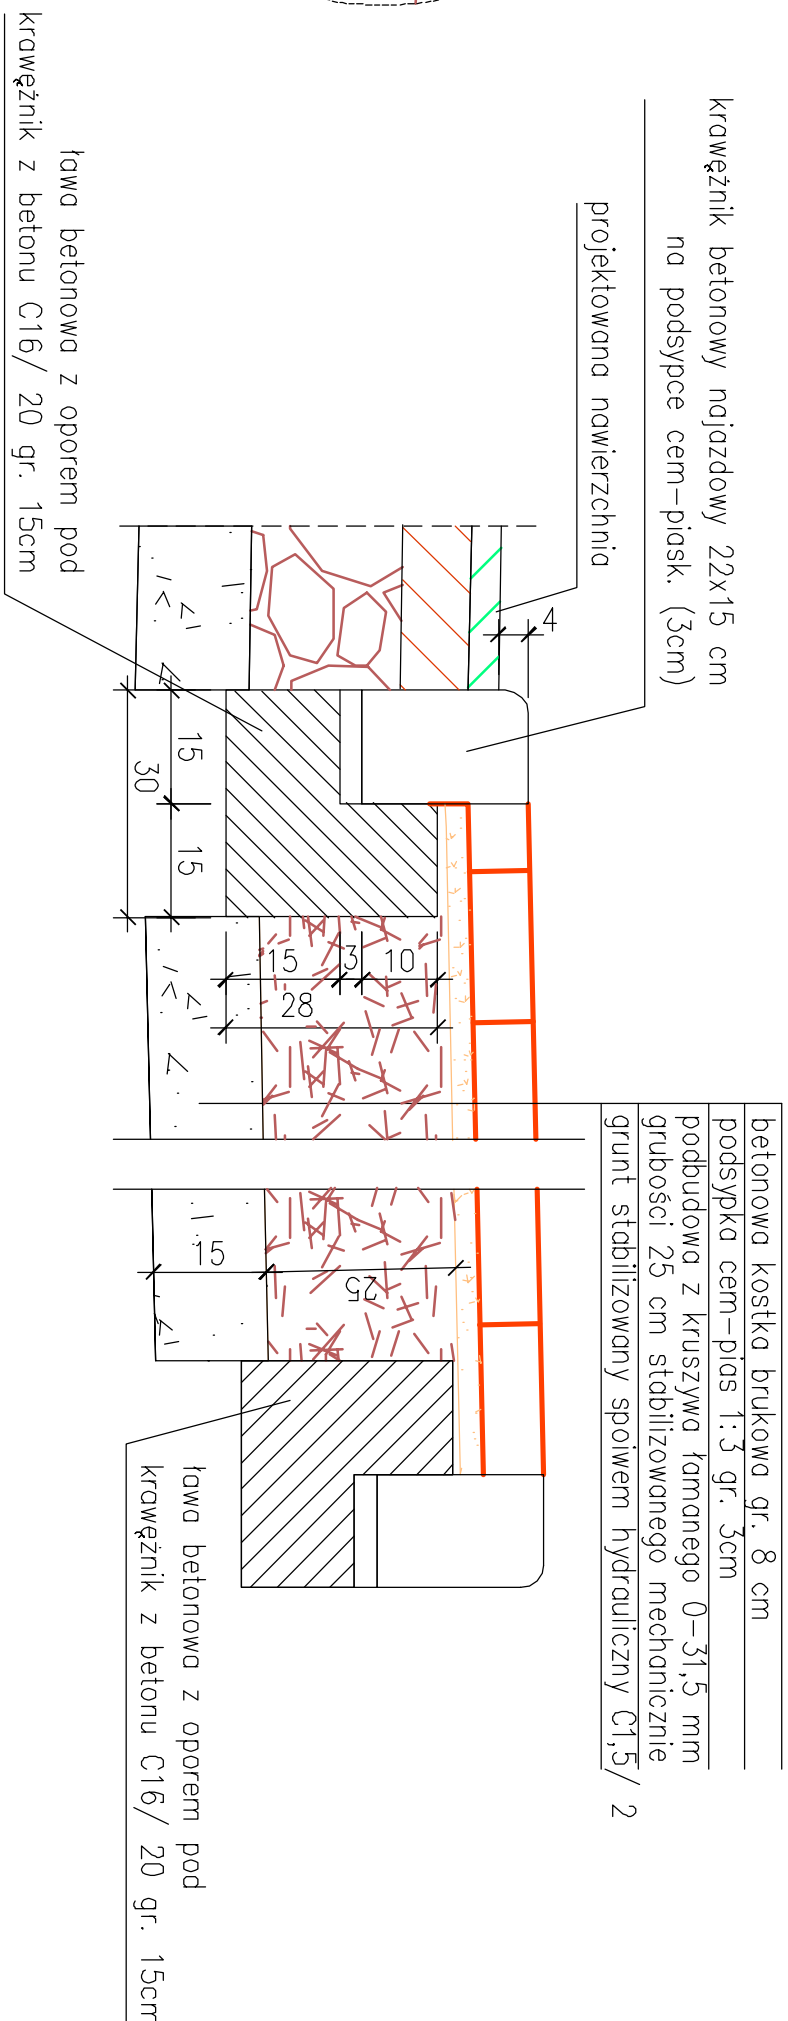 krawężnik betonowy najazdowy 22x15 cm
na podsypce cem-piask. (3cm)
projektowana nawierzchnia
4
betonowa kostka brukowa gr. 8 cm
podsypka cem-pias 1:3 gr. 3cm
podbudowa z kruszywa łamanego 0-31,5 mm
grubości 25 cm stabilizowanego mechanicznie
grunt stabilizowany spoiwem hydrauliczny C1,5/ 2
10
3
15
28
15
15
30
25
15
ława betonowa z oporem pod
krawężnik z betonu C16/ 20 gr. 15cm
ława betonowa z oporem pod
krawężnik z betonu C16/ 20 gr. 15cm